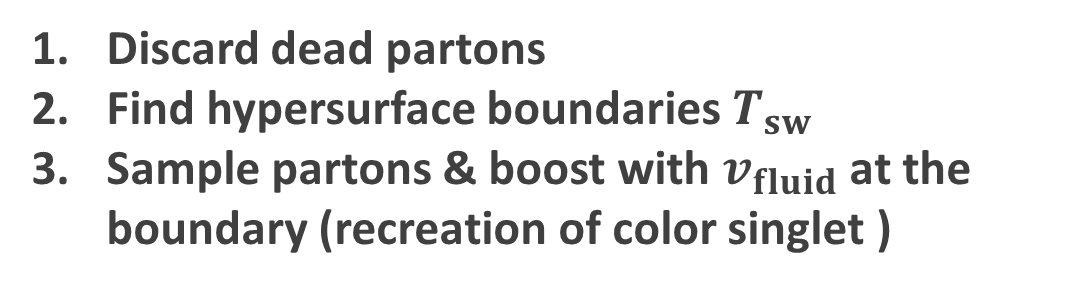 1. Discard dead partons
2. Find hypersurface boundaries T_sw
3. Sample partons & boost with v_fluid at the
boundary (recreation of color singlet )